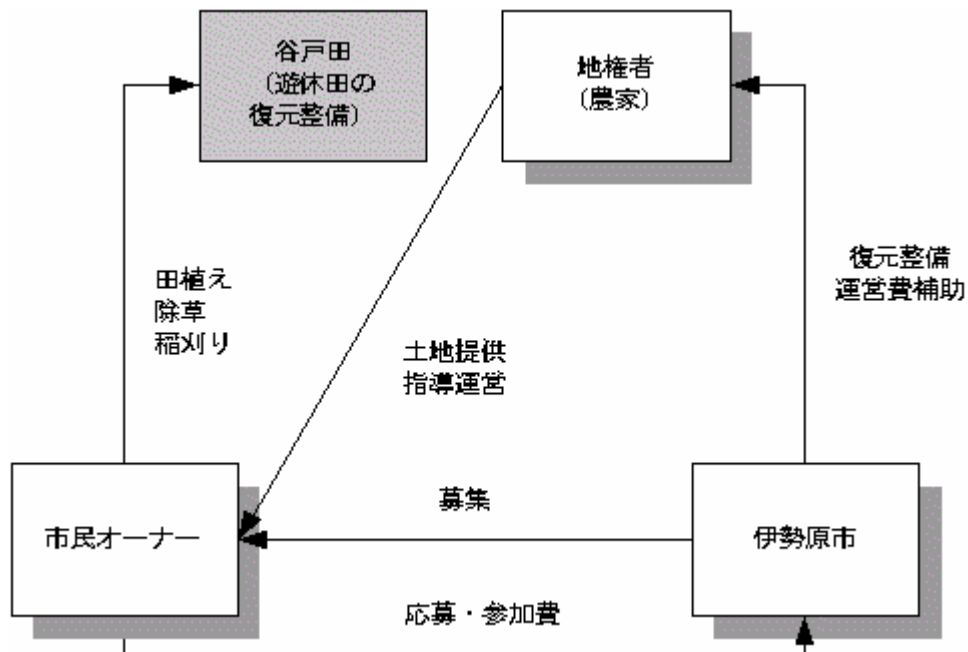 谷戸田
（遊休田の
復元整備）
地権者
（農家）
復元整備
運営費補助
田植え
除草
稲刈り
土地提供
指導運営
募集
市民オーナー
伊勢原市
応募・参加費